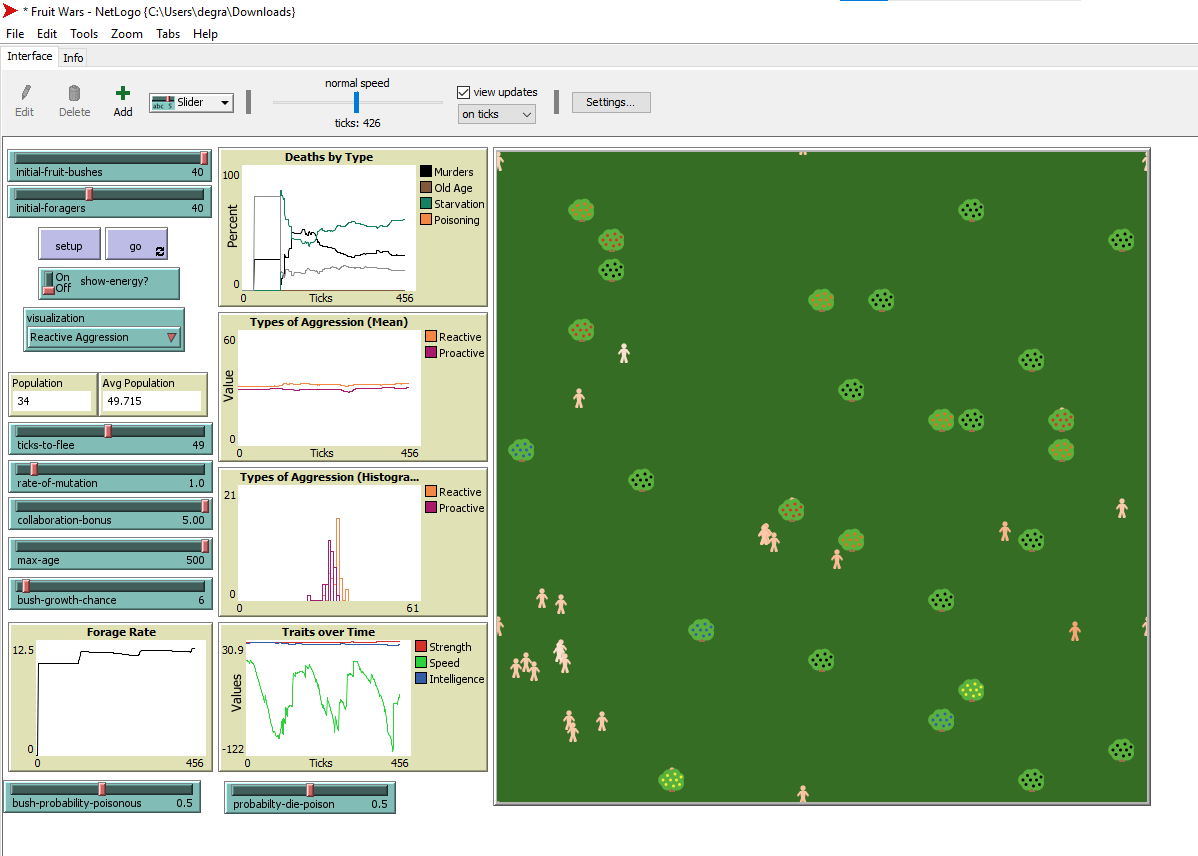 * Fruit Wars - NetLogo {C:\Users\degra\Downloads}
File Edit Tools Zoom Tabs Help
Interface Info
Edit Delete Add
abc 5 Slider
normal speed
ticks: 426
view updates
on ticks
Settings...
initial-fruit-bushes 40
initial-foragers 40
setup go
On
Off
show-energy?
visualization
Reactive Aggression
Population
34
Avg Population
49.715
ticks-to-flee 49
rate-of-mutation 1.0
collaboration-bonus 5.00
max-age 500
bush-growth-chance 6
Forage Rate
12.5
0
0 456
bush-probability-poisonous 0.5
Deaths by Type
100
Percent
0
0 Ticks 456
Murders
Old Age
Starvation
Poisoning
Types of Aggression (Mean)
60
Value
0
0 Ticks 456
Reactive
Proactive
Types of Aggression (Histogra...
21
0
0 61
Reactive
Proactive
Traits over Time
30.9
Values
-122
0 Ticks 456
Strength
Speed
Intelligence
probabilty-die-poison 0.5